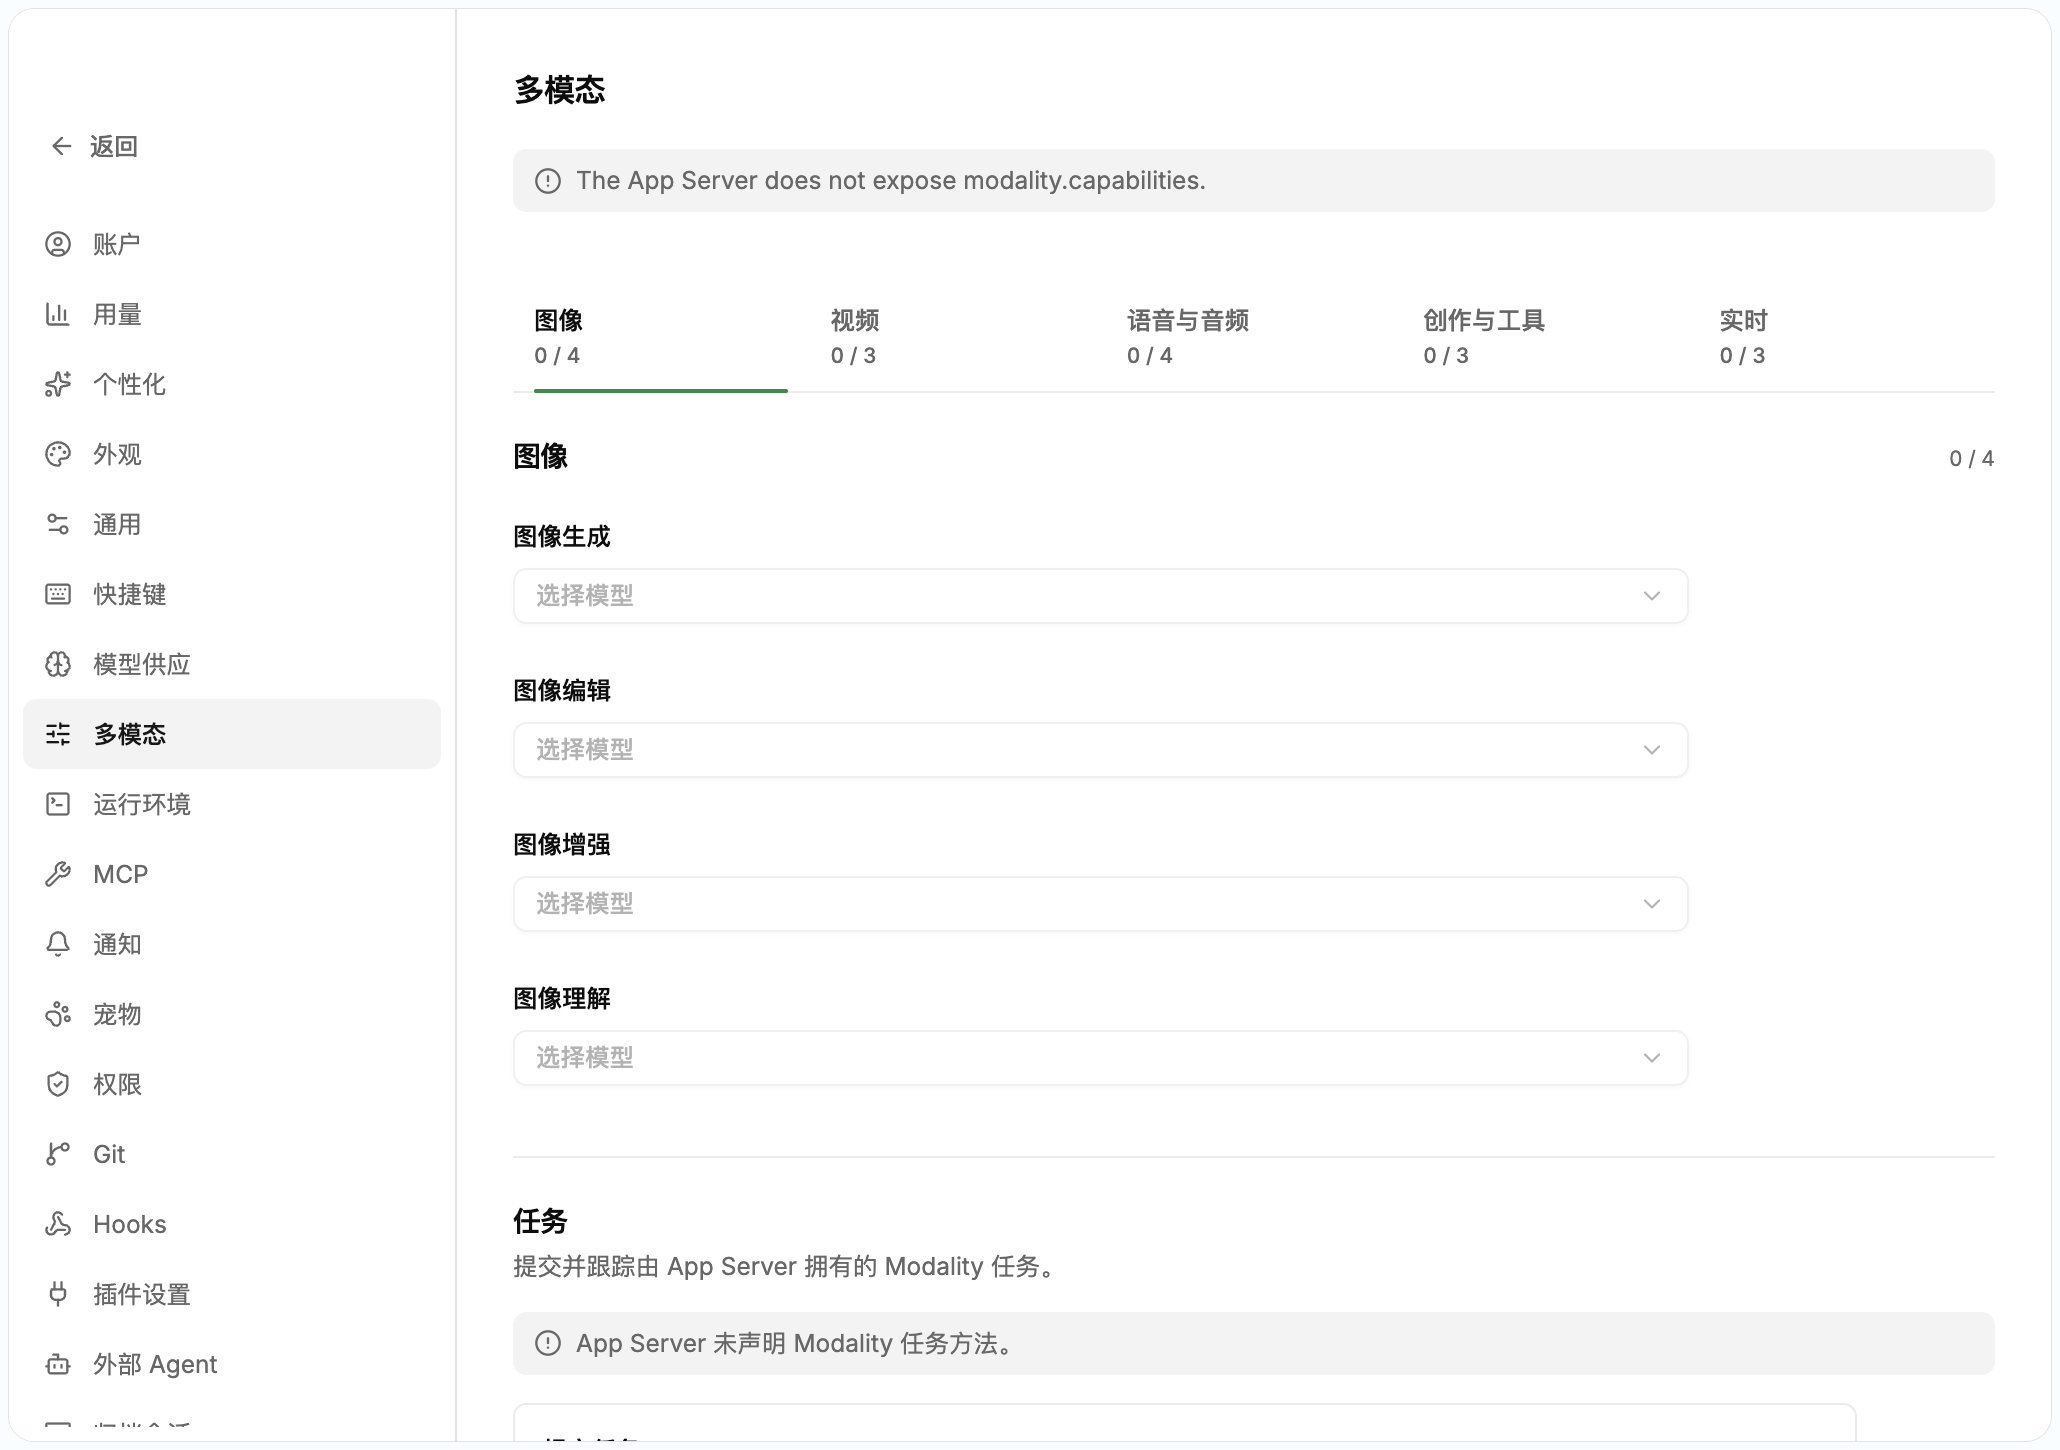 返回
账户
用量
个性化
外观
通用
快捷键
模型供应
多模态
运行环境
MCP
通知
宠物
权限
Git
Hooks
插件设置
外部 Agent
多模态
The App Server does not expose modality.capabilities.
图像
0 / 4
视频
0 / 3
语音与音频
0 / 4
创作与工具
0 / 3
实时
0 / 3
图像
0 / 4
图像生成
选择模型
图像编辑
选择模型
图像增强
选择模型
图像理解
选择模型
任务
提交并跟踪由 App Server 拥有的 Modality 任务。
App Server 未声明 Modality 任务方法。